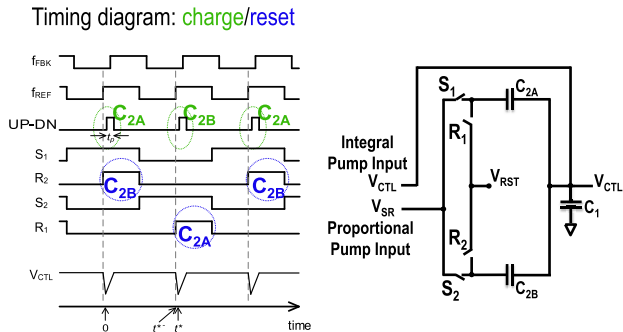 Timing diagram: charge/reset
fFBK
fREF
UP-DN
C2A
C2B
C2A
tp
S1
R2
C2B
C2B
S2
R1
C2A
VCTL
0
t*-
t*
time
S1
C2A
R1
Integral
Pump Input
VCTL
VRST
VCTL
VSR
C1
Proportional
Pump Input
R2
S2
C2B